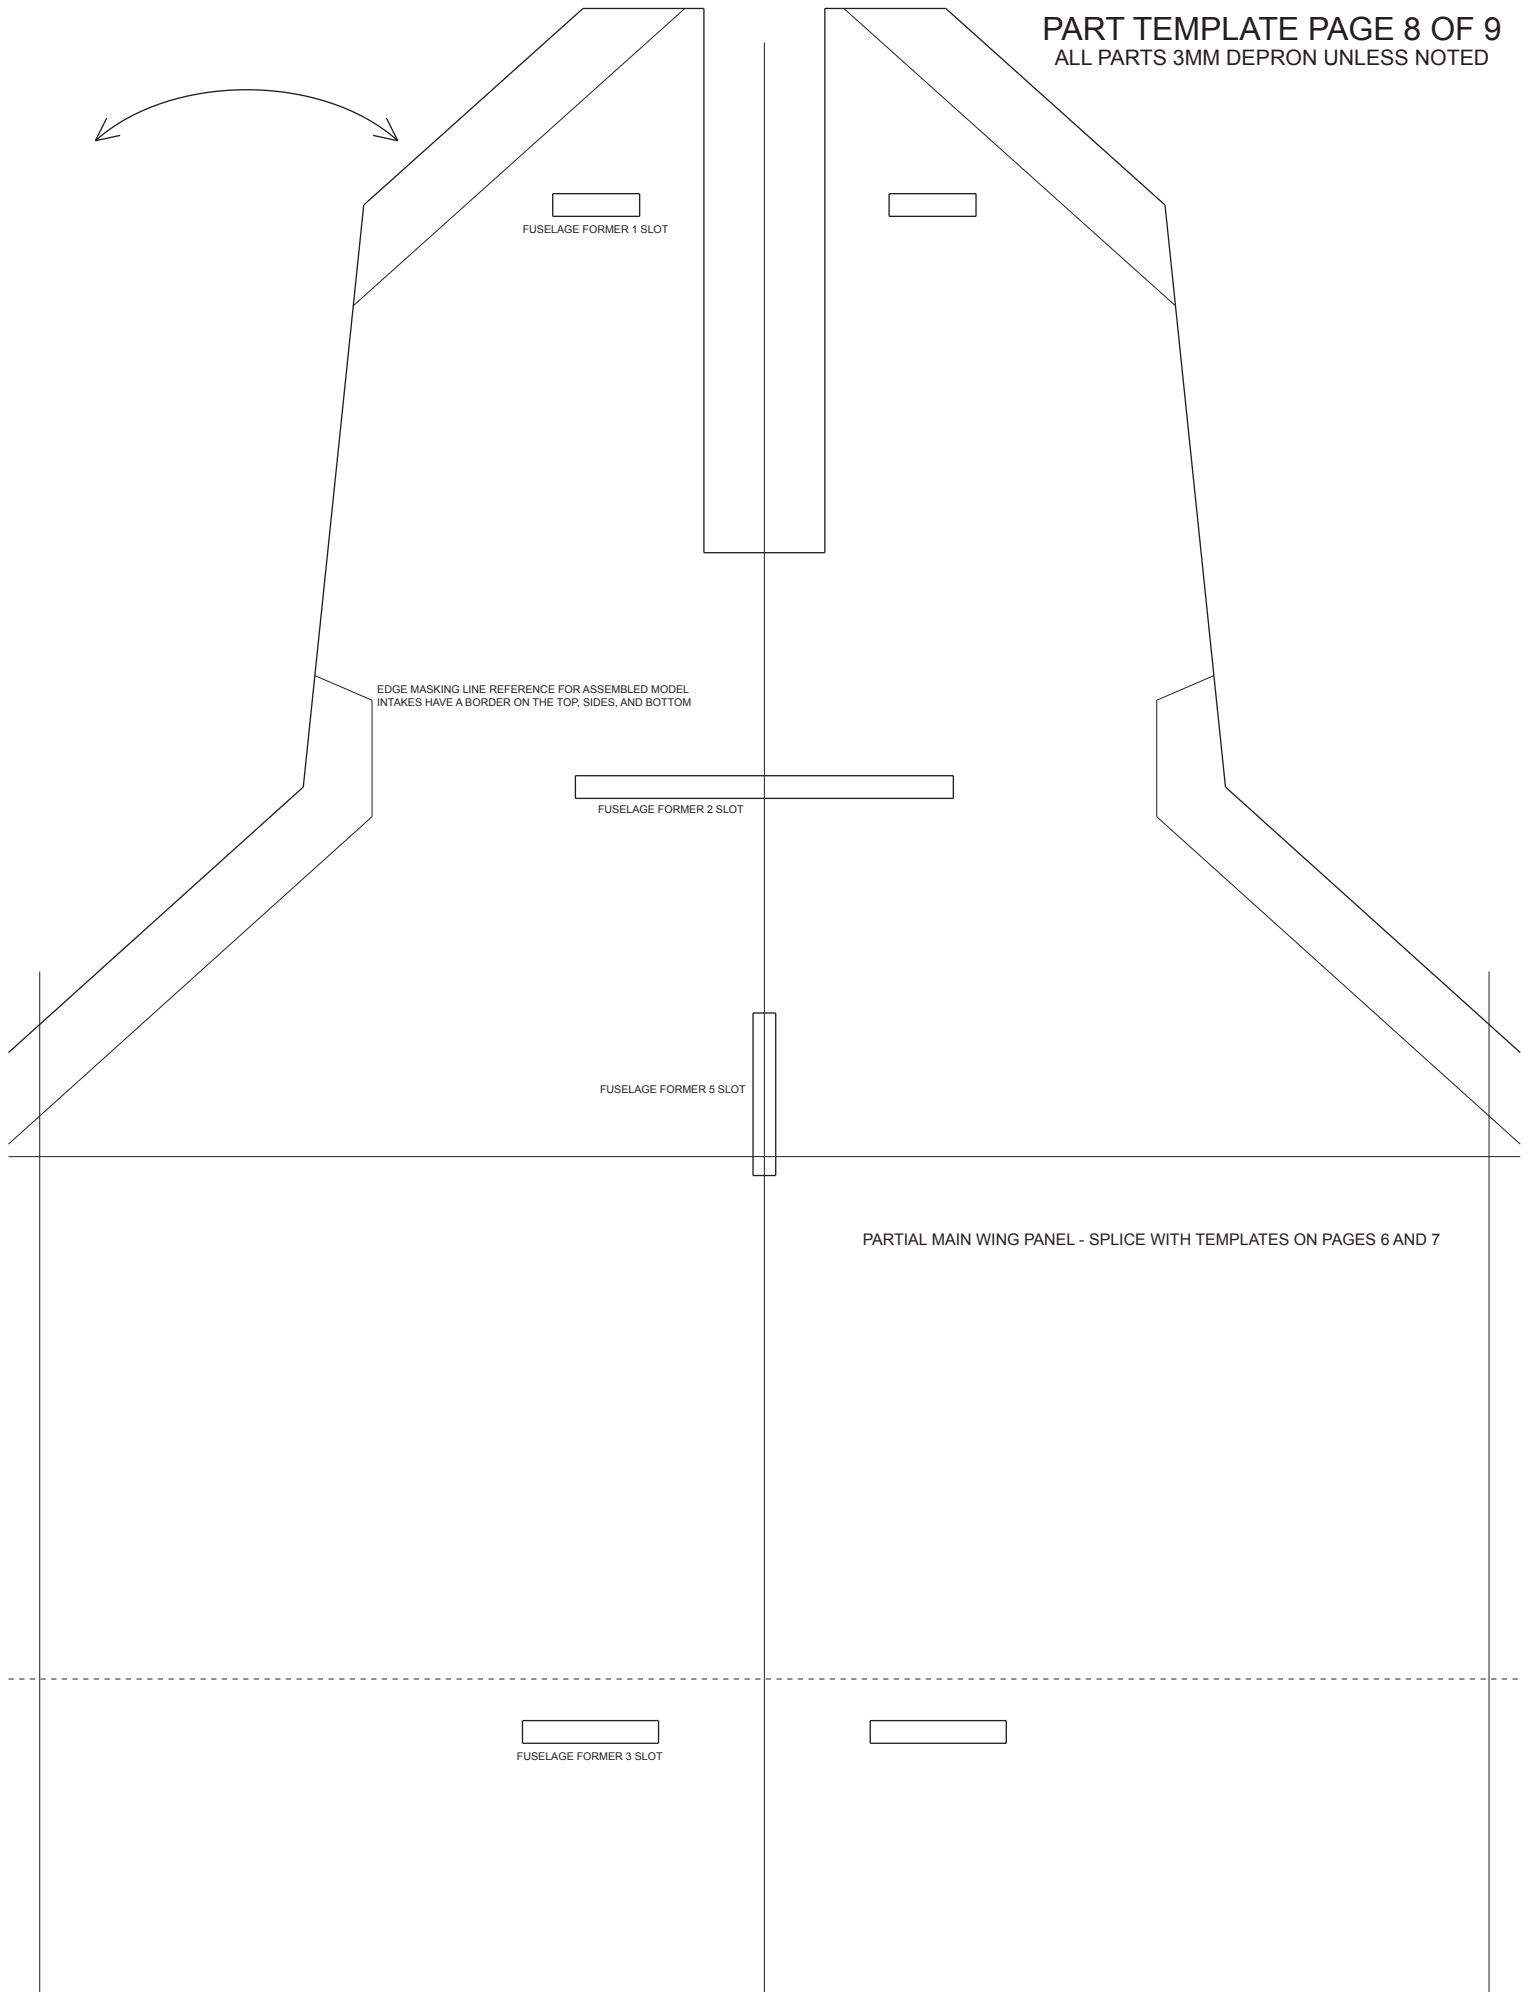 PART TEMPLATE PAGE 8 OF 9
ALL PARTS 3MM DEPRON UNLESS NOTED
FUSELAGE FORMER 1 SLOT
EDGE MASKING LINE REFERENCE FOR ASSEMBLED MODEL
INTAKES HAVE A BORDER ON THE TOP, SIDES, AND BOTTOM
FUSELAGE FORMER 2 SLOT
FUSELAGE FORMER 5 SLOT
PARTIAL MAIN WING PANEL - SPLICE WITH TEMPLATES ON PAGES 6 AND 7
FUSELAGE FORMER 3 SLOT